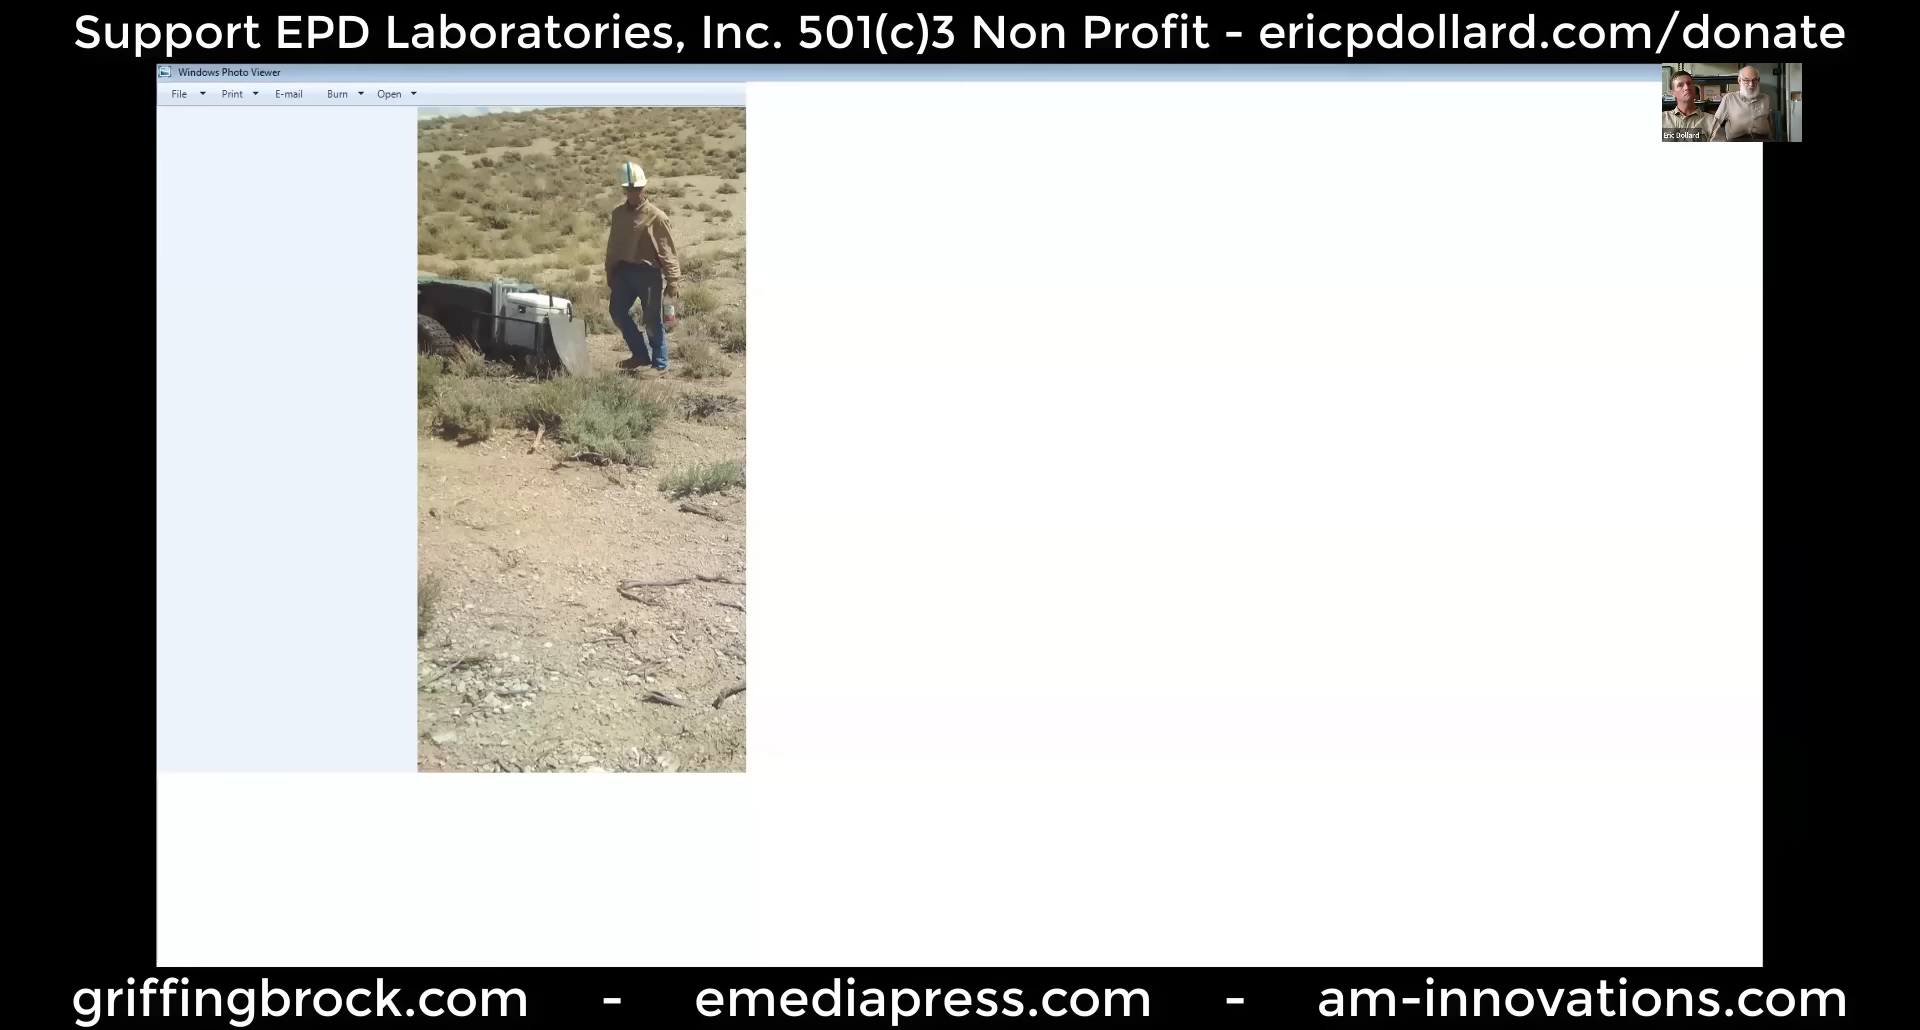 Support EPD Laboratories, Inc. 501(c)3 Non Profit - ericpdollard.com/donate
Windows Photo Viewer
File Print E-mail Burn Open
Eric Dollard
griffingbrock.com - emediapress.com - am-innovations.com